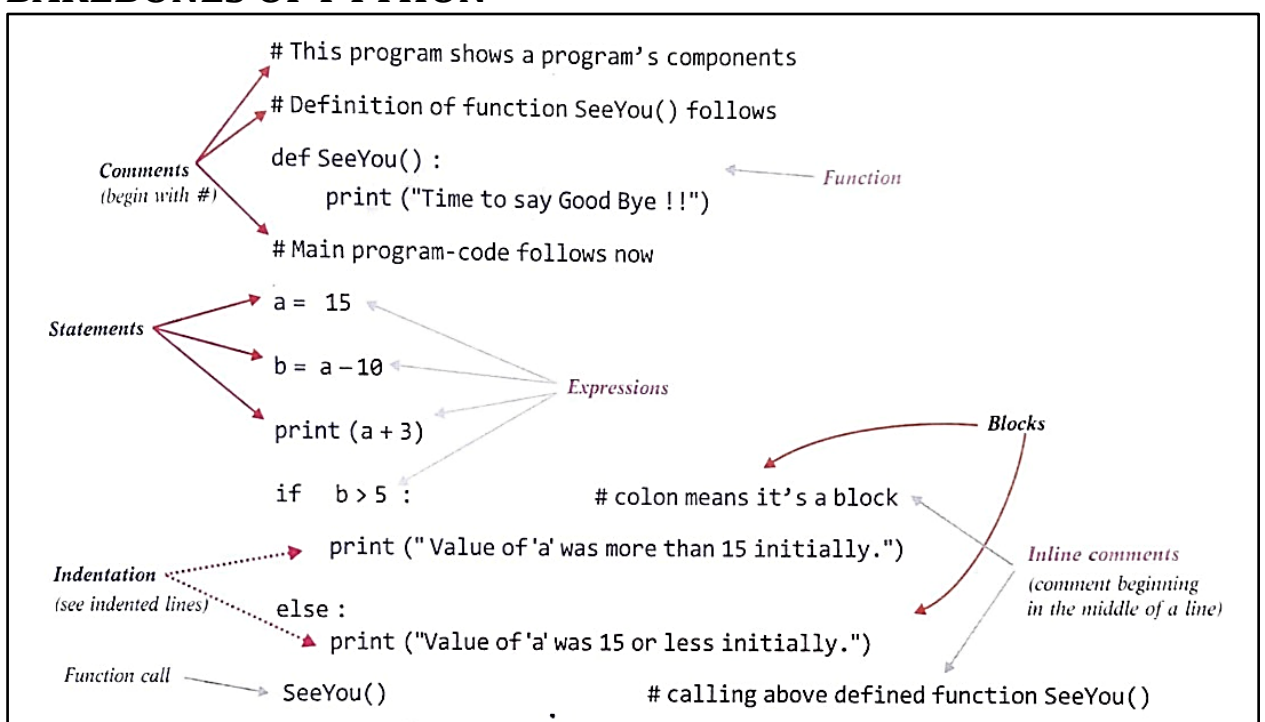 BAREBONES OF PYTHON
# This program shows a program's components
# Definition of function SeeYou() follows
def SeeYou() :
Comments
(begin with #)
Function
print ("Time to say Good Bye !!")
# Main program-code follows now
a = 15
Statements
b = a – 10
Expressions
print (a + 3)
Blocks
if b > 5 : # colon means it's a block
print (" Value of 'a' was more than 15 initially.")
Inline comments
(comment beginning
in the middle of a line)
Indentation
(see indented lines)
else :
print ("Value of 'a' was 15 or less initially.")
Function call
SeeYou() # calling above defined function SeeYou()